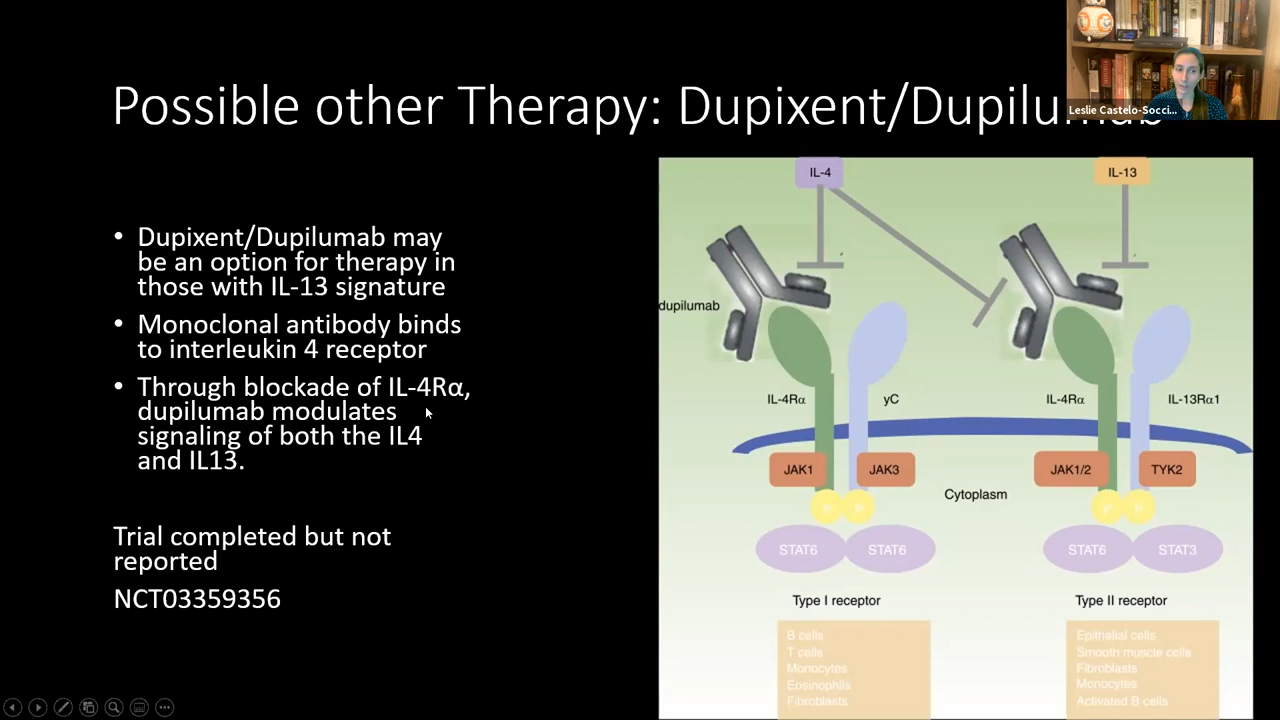 Possible other Therapy: Dupixent/Dupilumab
Leslie Castelo-Socci...
• Dupixent/Dupilumab may
be an option for therapy in
those with IL-13 signature
• Monoclonal antibody binds
to interleukin 4 receptor
• Through blockade of IL-4Rα,
dupilumab modulates
signaling of both the IL4
and IL13.
Trial completed but not
reported
NCT03359356
IL-4
IL-13
dupilumab
IL-4Rα
yC
IL-4Rα
IL-13Rα1
JAK1
JAK3
JAK1/2
TYK2
Cytoplasm
STAT6
STAT6
STAT6
STAT3
Type I receptor
Type II receptor
B cells
T cells
Monocytes
Eosinophils
Fibroblasts
Epithelial cells
Smooth muscle cells
Fibroblasts
Monocytes
Activated B cells